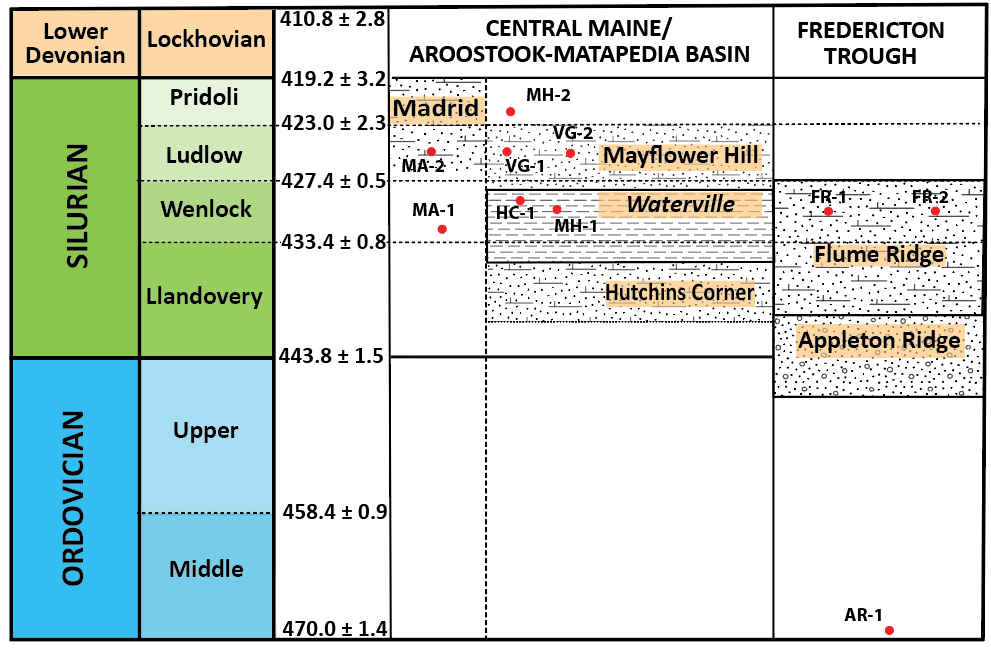 Lower
Devonian
Lockhovian
410.8 ± 2.8
CENTRAL MAINE/
AROOSTOOK-MATAPEDIA BASIN
FREDERICTON
TROUGH
419.2 ± 3.2
SILURIAN
Pridoli
Madrid
MH-2
423.0 ± 2.3
Ludlow
MA-2
VG-1
VG-2
Mayflower Hill
427.4 ± 0.5
Wenlock
MA-1
HC-1
MH-1
Waterville
FR-1
FR-2
433.4 ± 0.8
Flume Ridge
Llandovery
Hutchins Corner
Appleton Ridge
443.8 ± 1.5
ORDOVICIAN
Upper
458.4 ± 0.9
Middle
AR-1
470.0 ± 1.4